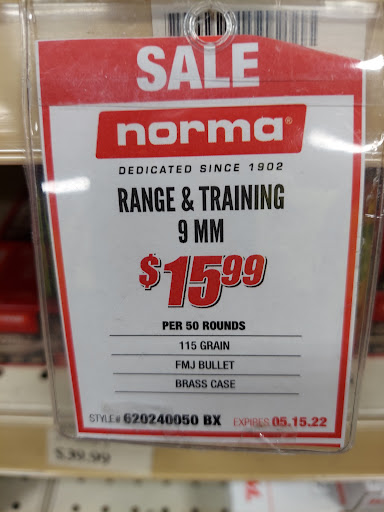 SALE
norma®
DEDICATED SINCE 1902
RANGE & TRAINING
9 MM
$15.99
PER 50 ROUNDS
115 GRAIN
FMJ BULLET
BRASS CASE
STYLE# 620240050 BX EXPIRES 05.15.22